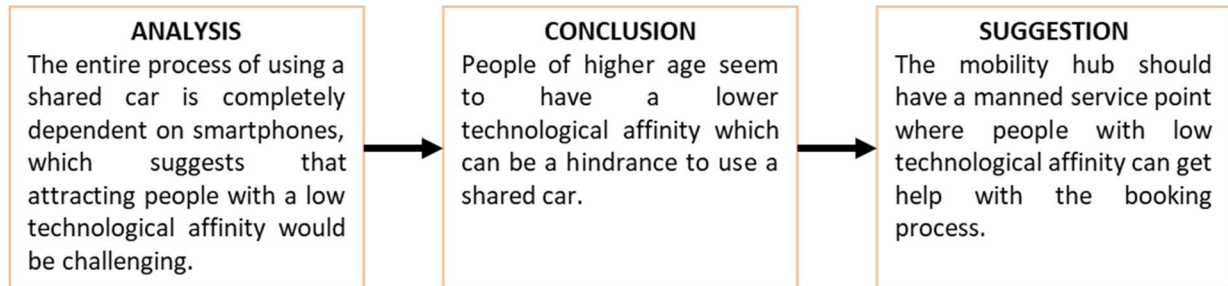 ANALYSIS
The entire process of using a
shared car is completely
dependent on smartphones,
which suggests that
attracting people with a low
technological affinity would
be challenging.
CONCLUSION
People of higher age seem
to have a lower
technological affinity which
can be a hindrance to use a
shared car.
SUGGESTION
The mobility hub should
have a manned service point
where people with low
technological affinity can get
help with the booking
process.